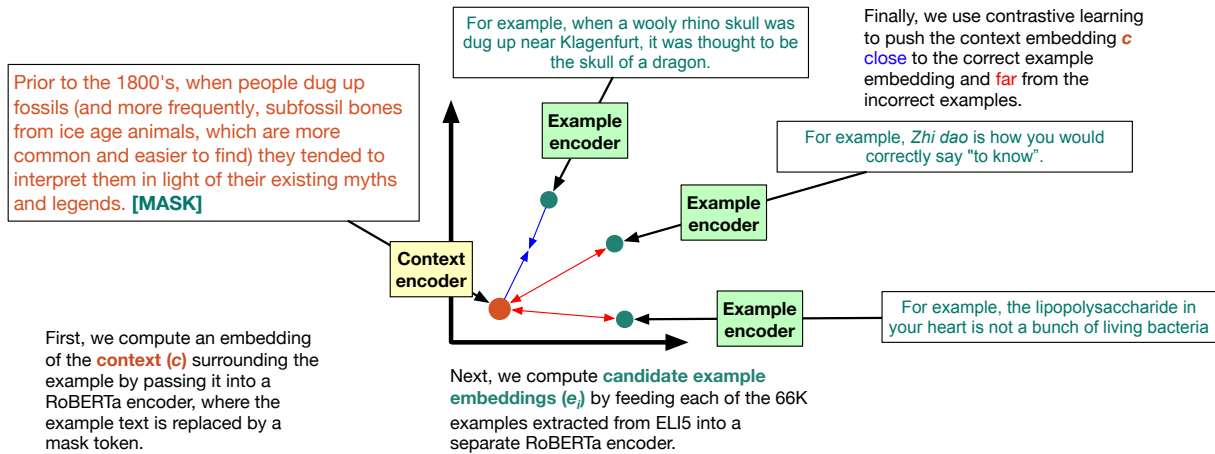 For example, when a wooly rhino skull was
dug up near Klagenfurt, it was thought to be
the skull of a dragon.
Finally, we use contrastive learning
to push the context embedding c
close to the correct example
embedding and far from the
incorrect examples.
Prior to the 1800's, when people dug up
fossils (and more frequently, subfossil bones
from ice age animals, which are more
common and easier to find) they tended to
interpret them in light of their existing myths
and legends. [MASK]
Example
encoder
For example, Zhi dao is how you would
correctly say "to know".
Example
encoder
Context
encoder
Example
encoder
For example, the lipopolysaccharide in
your heart is not a bunch of living bacteria
First, we compute an embedding
of the context (c) surrounding the
example by passing it into a
RoBERTa encoder, where the
example text is replaced by a
mask token.
Next, we compute candidate example
embeddings (ei) by feeding each of the 66K
examples extracted from ELI5 into a
separate RoBERTa encoder.